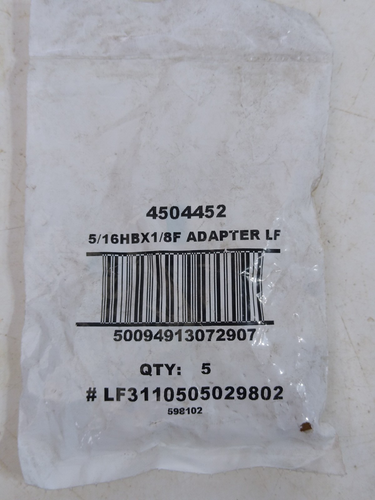 4504452
5/16HBX1/8F ADAPTER LF
50094913072907
QTY: 5
# LF3110505029802
598102